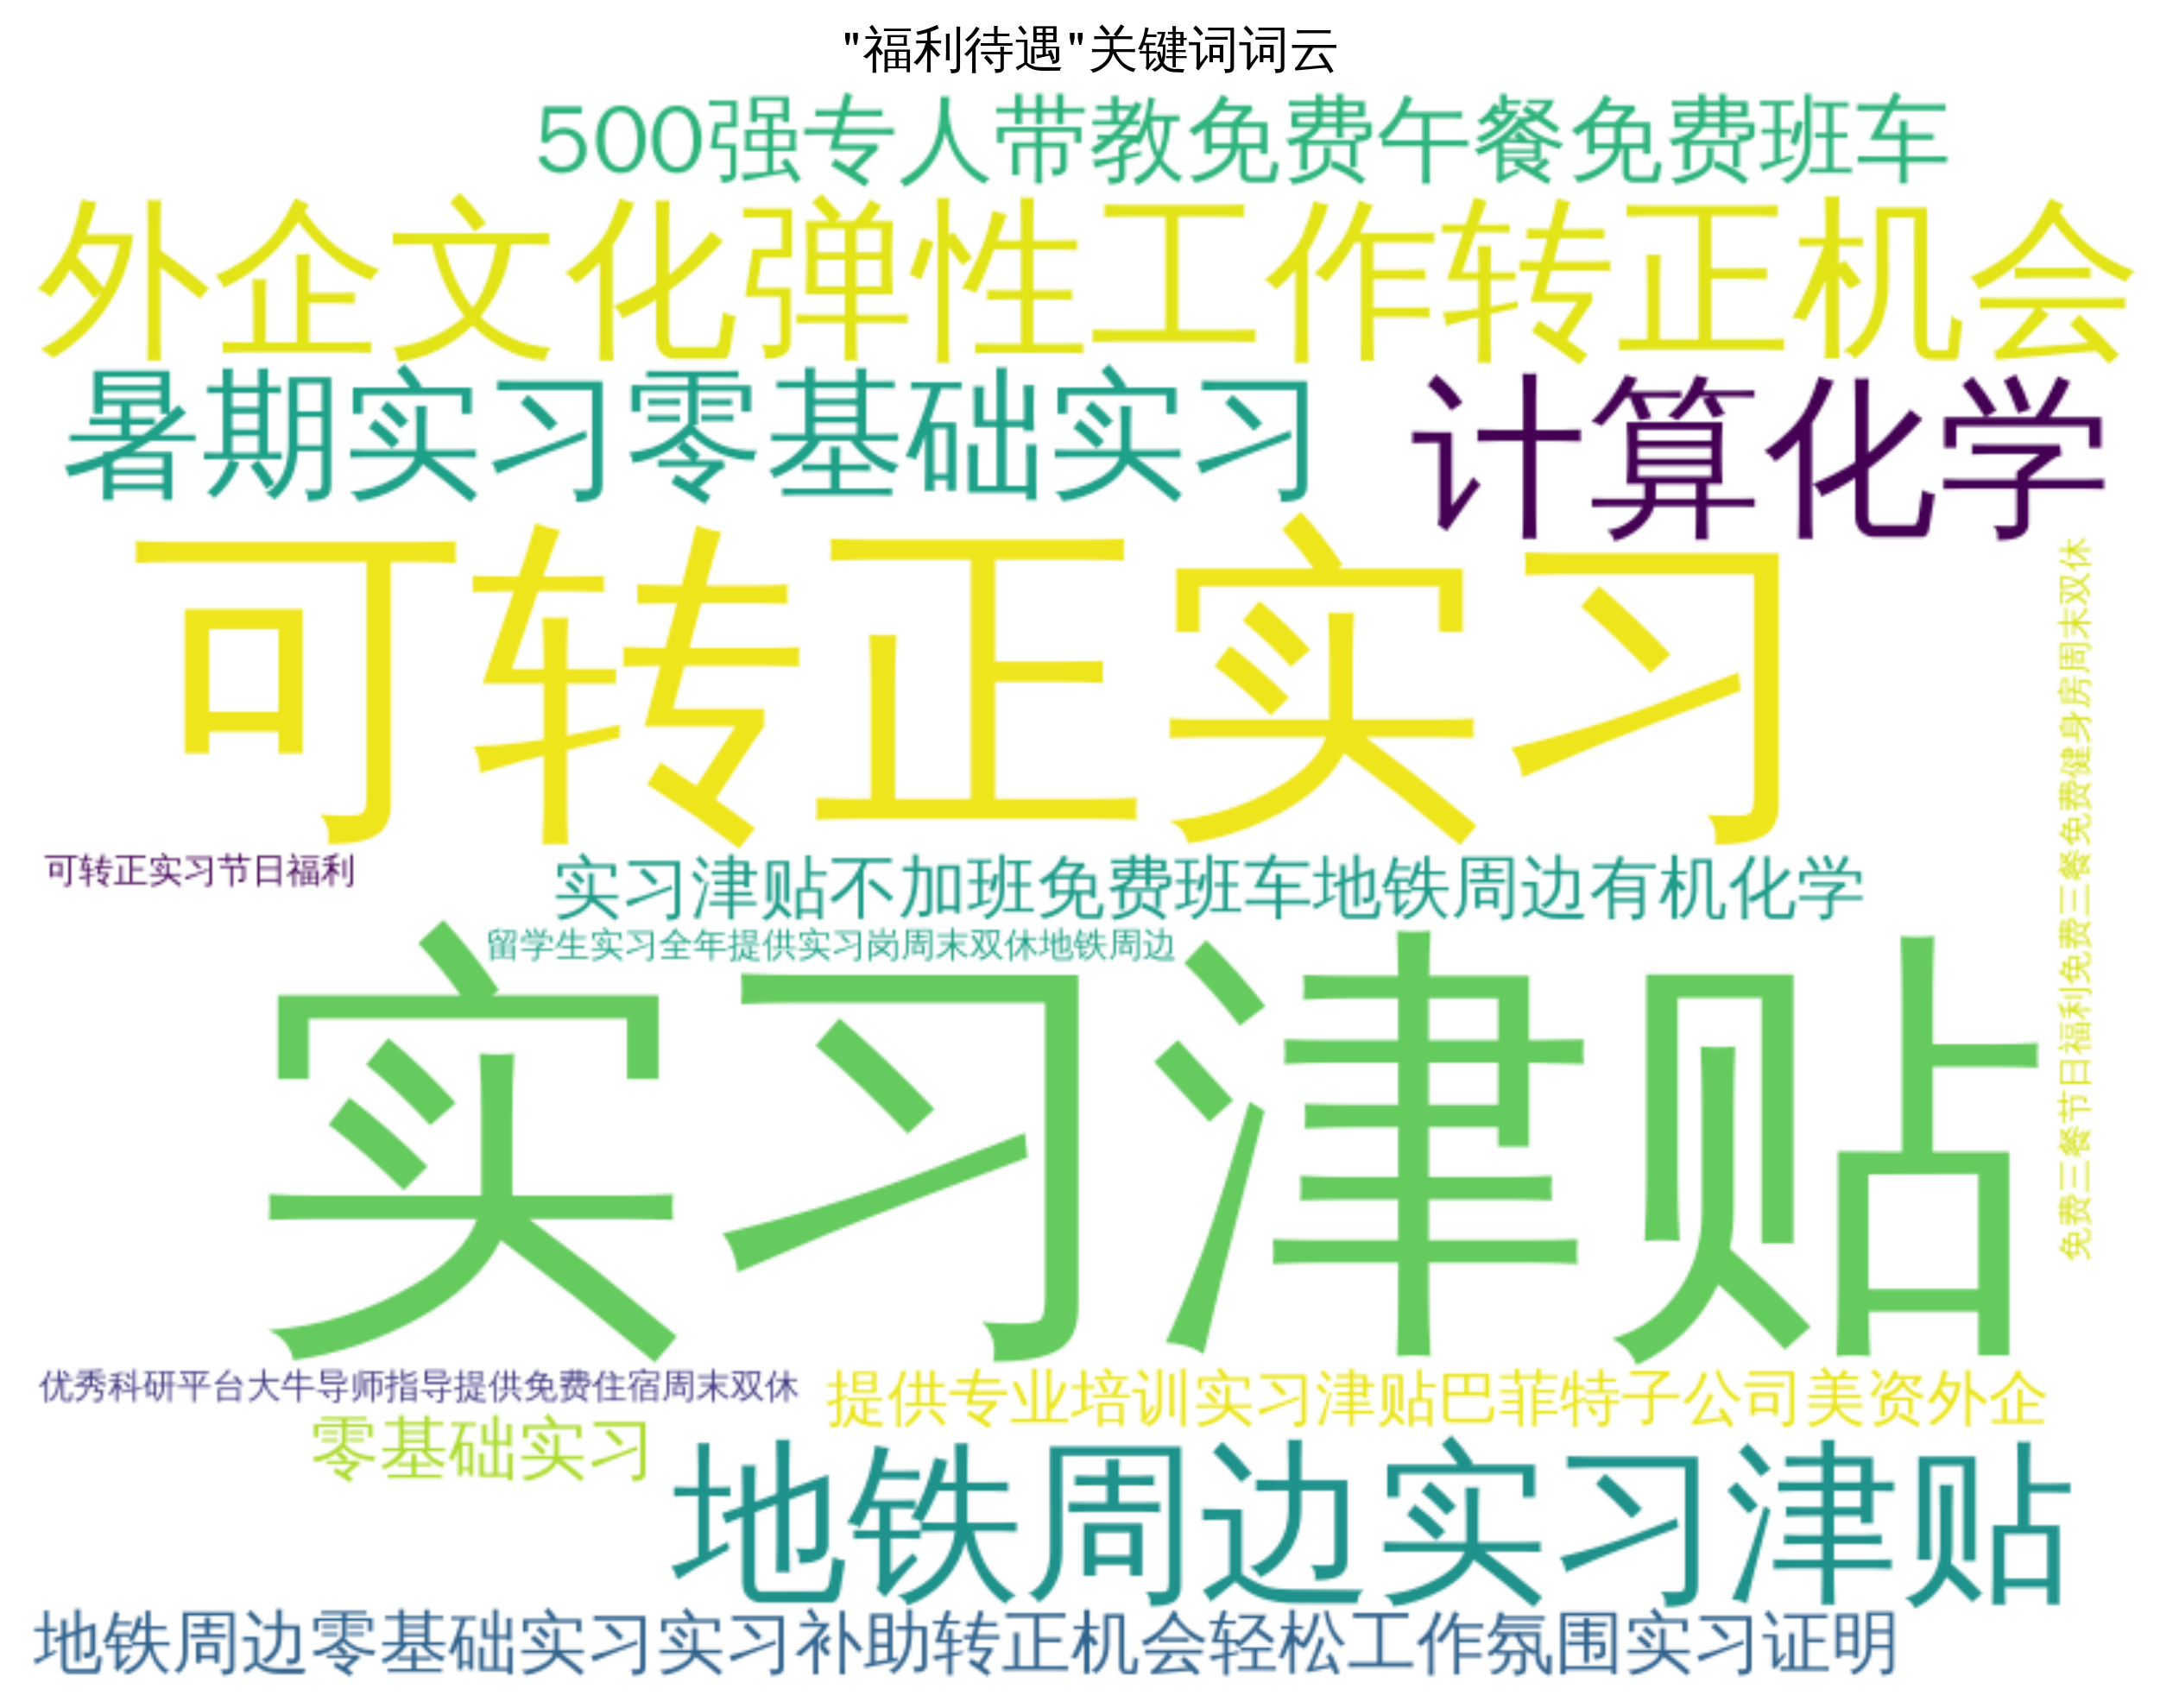 "福利待遇"关键词词云
500强专人带教免费午餐免费班车
外企文化弹性工作转正机会
暑期实习零基础实习
计算化学
可转正实习
免费三餐节日福利免费三餐免费健身房周末双休
可转正实习节日福利
实习津贴不加班免费班车地铁周边有机化学
留学生实习全年提供实习岗周末双休地铁周边
实习津贴
优秀科研平台大牛导师指导提供免费住宿周末双休
提供专业培训实习津贴巴菲特子公司美资外企
零基础实习
地铁周边实习津贴
地铁周边零基础实习实习补助转正机会轻松工作氛围实习证明